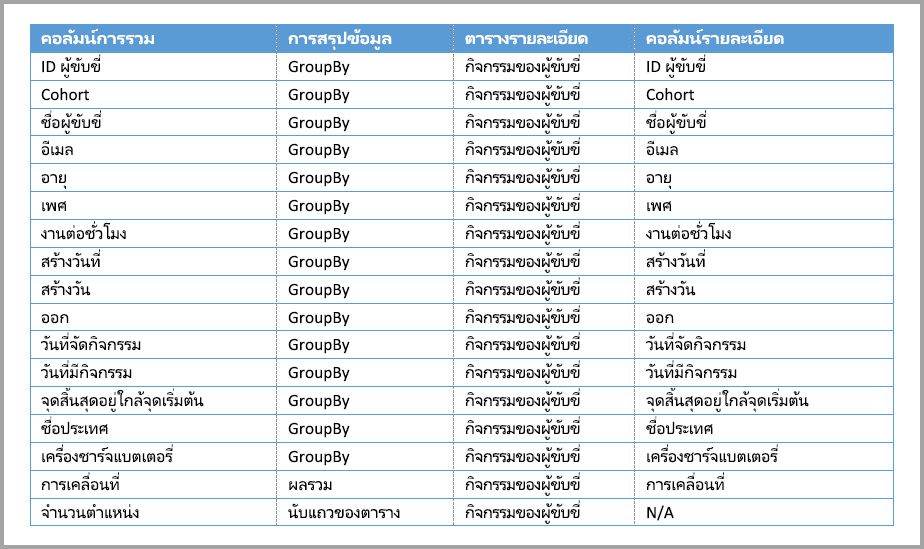 คอลัมน์การรวม การสรุปข้อมูล ตารางรายละเอียด คอลัมน์รายละเอียด
ID ผู้ขับขี่ GroupBy กิจกรรมของผู้ขับขี่ ID ผู้ขับขี่
Cohort GroupBy กิจกรรมของผู้ขับขี่ Cohort
ชื่อผู้ขับขี่ GroupBy กิจกรรมของผู้ขับขี่ ชื่อผู้ขับขี่
อีเมล GroupBy กิจกรรมของผู้ขับขี่ อีเมล
อายุ GroupBy กิจกรรมของผู้ขับขี่ อายุ
เพศ GroupBy กิจกรรมของผู้ขับขี่ เพศ
งานต่อชั่วโมง GroupBy กิจกรรมของผู้ขับขี่ งานต่อชั่วโมง
สร้างวันที่ GroupBy กิจกรรมของผู้ขับขี่ สร้างวันที่
สร้างวัน GroupBy กิจกรรมของผู้ขับขี่ สร้างวัน
ออก GroupBy กิจกรรมของผู้ขับขี่ ออก
วันที่จัดกิจกรรม GroupBy กิจกรรมของผู้ขับขี่ วันที่จัดกิจกรรม
วันที่มีกิจกรรม GroupBy กิจกรรมของผู้ขับขี่ วันที่มีกิจกรรม
จุดสิ้นสุดอยู่ใกล้จุดเริ่มต้น GroupBy กิจกรรมของผู้ขับขี่ จุดสิ้นสุดอยู่ใกล้จุดเริ่มต้น
ชื่อประเทศ GroupBy กิจกรรมของผู้ขับขี่ ชื่อประเทศ
เครื่องชาร์จแบตเตอรี่ GroupBy กิจกรรมของผู้ขับขี่ เครื่องชาร์จแบตเตอรี่
การเคลื่อนที่ ผลรวม กิจกรรมของผู้ขับขี่ การเคลื่อนที่
จำนวนตำแหน่ง นับแถวของตาราง กิจกรรมของผู้ขับขี่ N/A